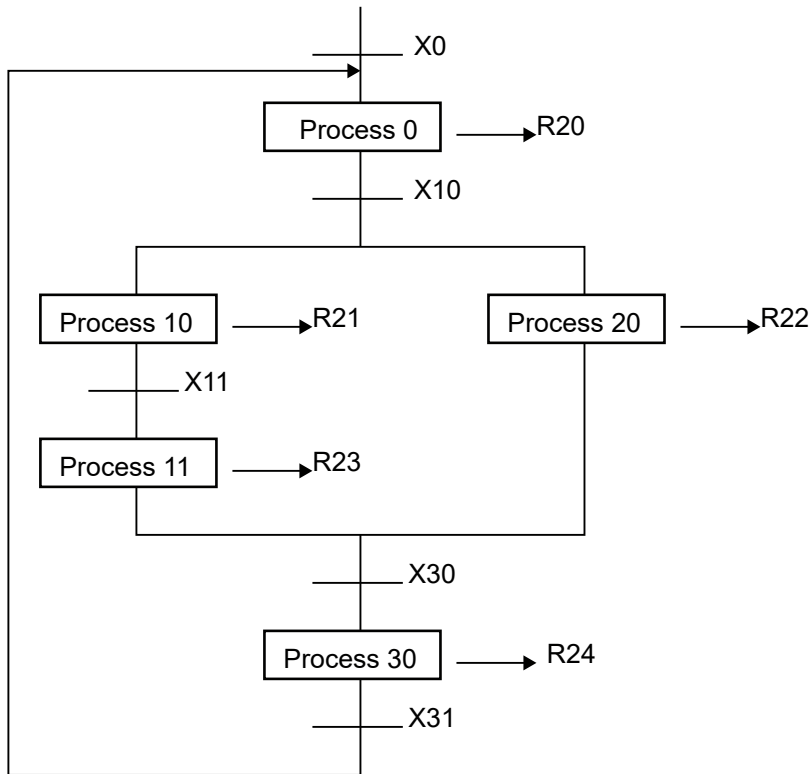 X0
Process 0
R20
X10
Process 10
R21
Process 20
R22
X11
Process 11
R23
X30
Process 30
R24
X31